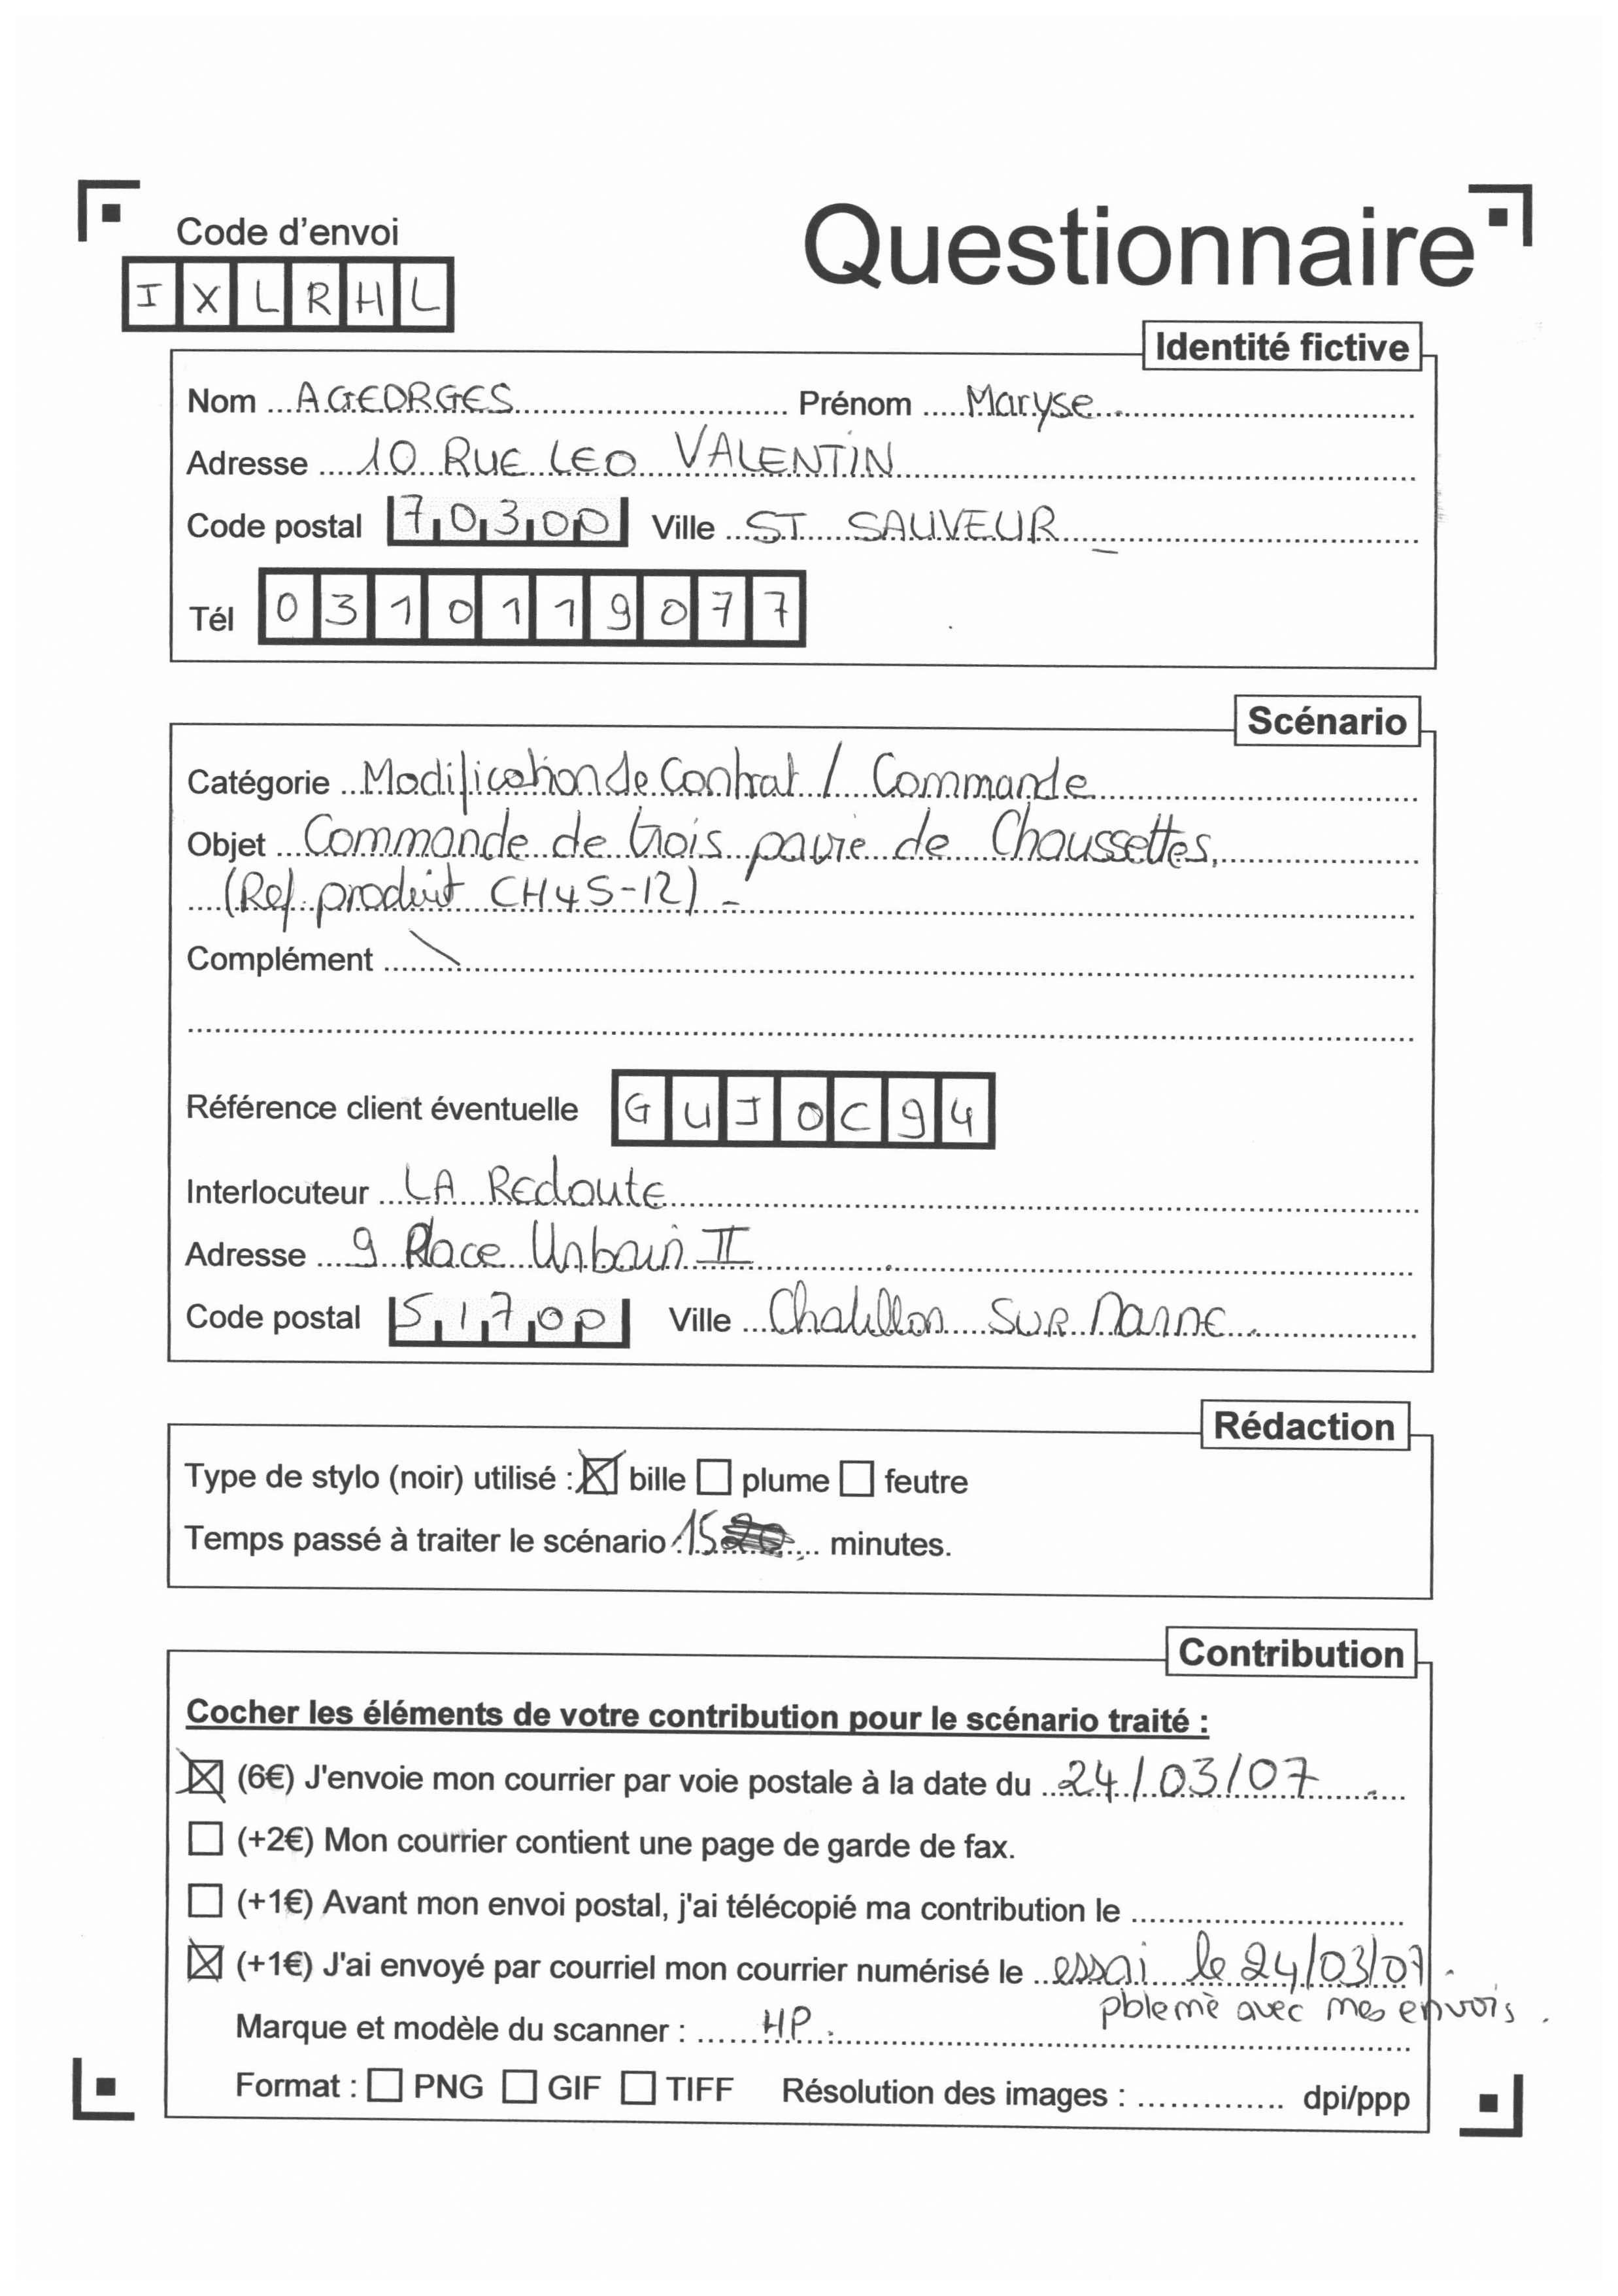 Code d'envoi
IXLRHL
Questionnaire
Identité fictive
Nom AGEORGES Prénom Maryse
Adresse 10 RUE LEO VALENTIN
Code postal 70300 Ville ST SAUVEUR
Tél 0310119077
Scénario
Catégorie Modification de Contrat / Commande
Objet Commande de trois pavie de Chaussettes,
(Ref. produit CH45-12) -
Complément \
Référence client éventuelle GUJOC94
Interlocuteur LA REdoute
Adresse 9 Place Urbain II
Code postal 51700 Ville Chatillon SUR Marne.
Rédaction
Type de stylo (noir) utilisé : ☒ bille ☐ plume ☐ feutre
Temps passé à traiter le scénario 15 minutes.
Contribution
Cocher les éléments de votre contribution pour le scénario traité :
☒ (6€) J'envoie mon courrier par voie postale à la date du 24/03/07
☐ (+2€) Mon courrier contient une page de garde de fax.
☐ (+1€) Avant mon envoi postal, j'ai télécopié ma contribution le
☒ (+1€) J'ai envoyé par courriel mon courrier numérisé le essai le 24/03/07.
pbleme avec mes envois.
Marque et modèle du scanner : HP.
Format : ☐ PNG ☐ GIF ☐ TIFF Résolution des images : dpi/ppp